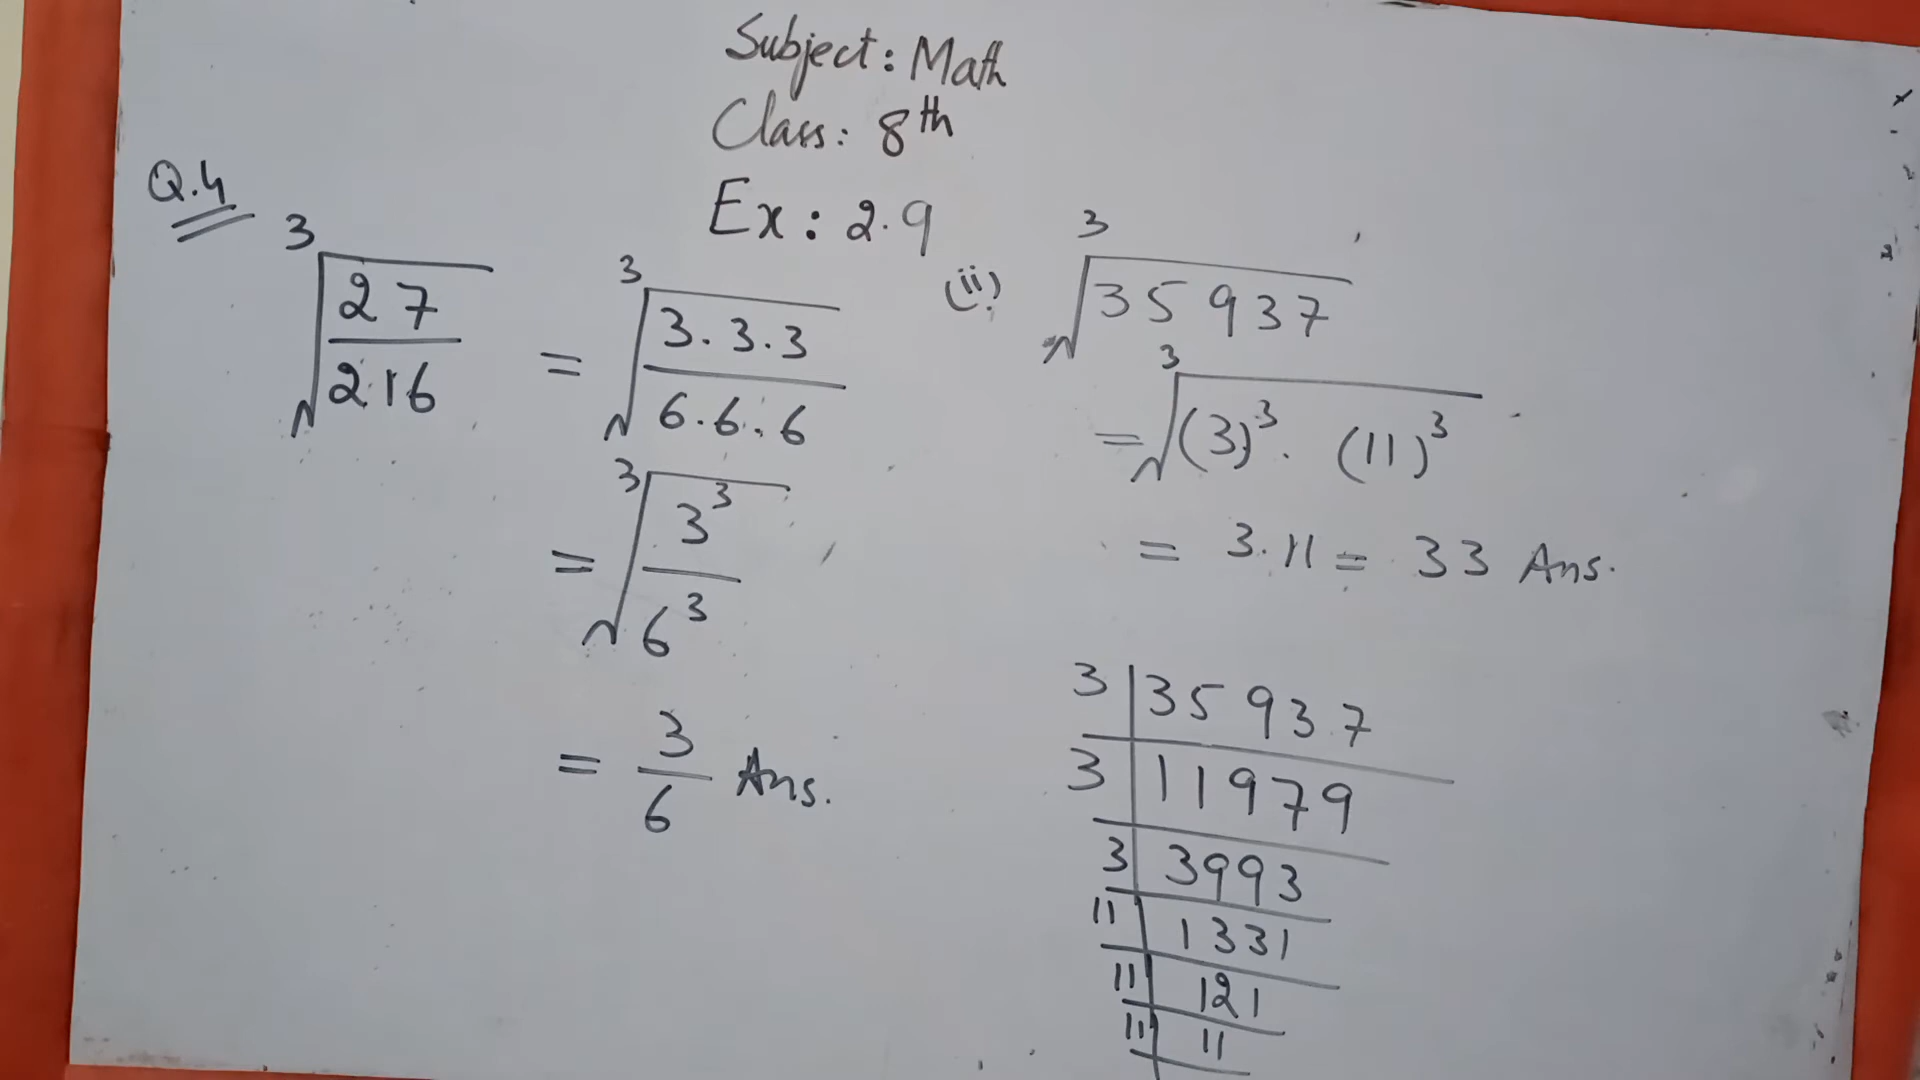 Subject: Math
Class: 8th
Ex: 2.9
Q.4
∛(27/216) = ∛(3.3.3/6.6.6)
= ∛(3³/6³)
= 3/6 Ans.
(ii) ∛35937
= ∛((3)³. (11)³)
= 3.11 = 33 Ans.
3 | 35937
3 | 11979
3 | 3993
11 | 1331
11 | 121
11 | 11